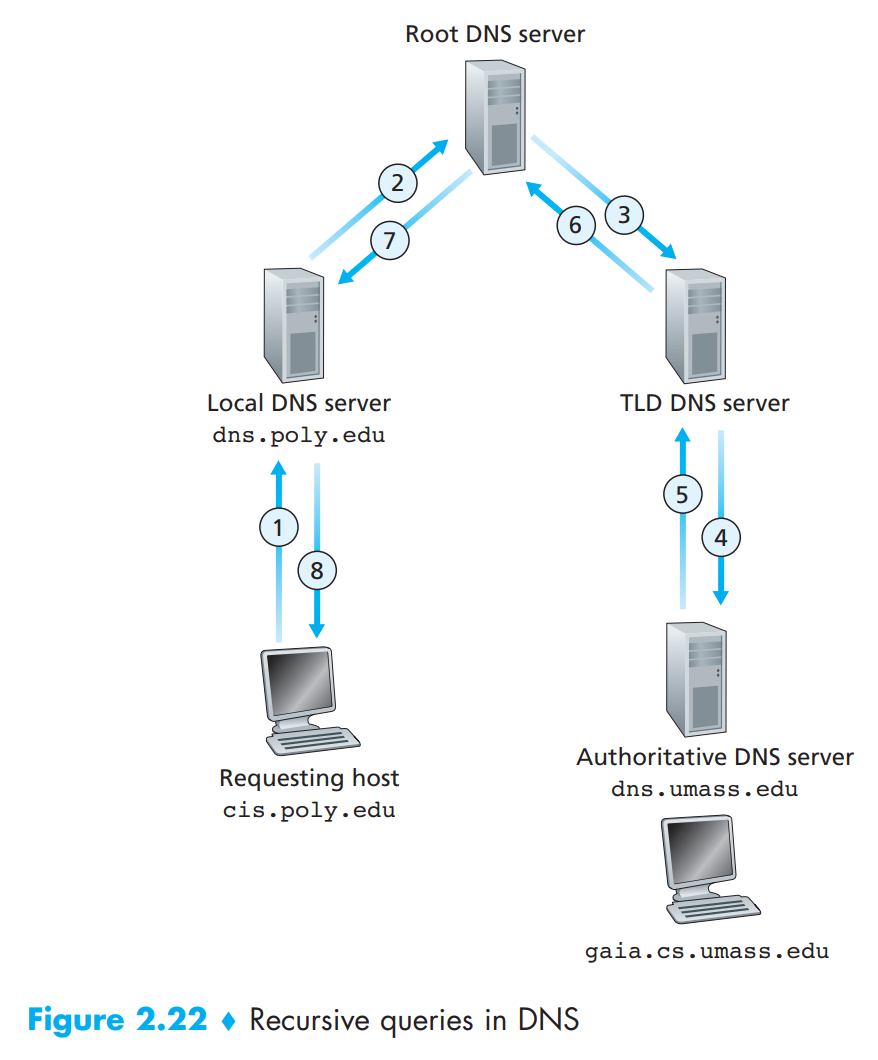 Root DNS server
2
3
6
7
Local DNS server
dns.poly.edu
TLD DNS server
5
1
4
8
Authoritative DNS server
Requesting host
dns.umass.edu
cis.poly.edu
gaia.cs.umass.edu
Figure 2.22 ♦ Recursive queries in DNS